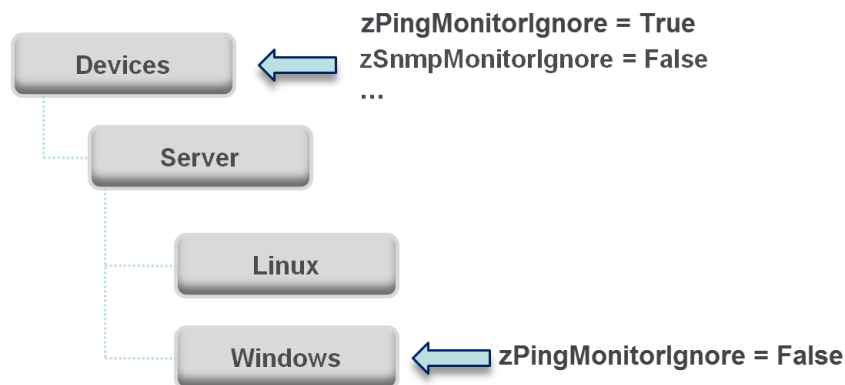 zPingMonitorIgnore = True
Devices
zSnmpMonitorIgnore = False
...
Server
Linux
Windows
zPingMonitorIgnore = False